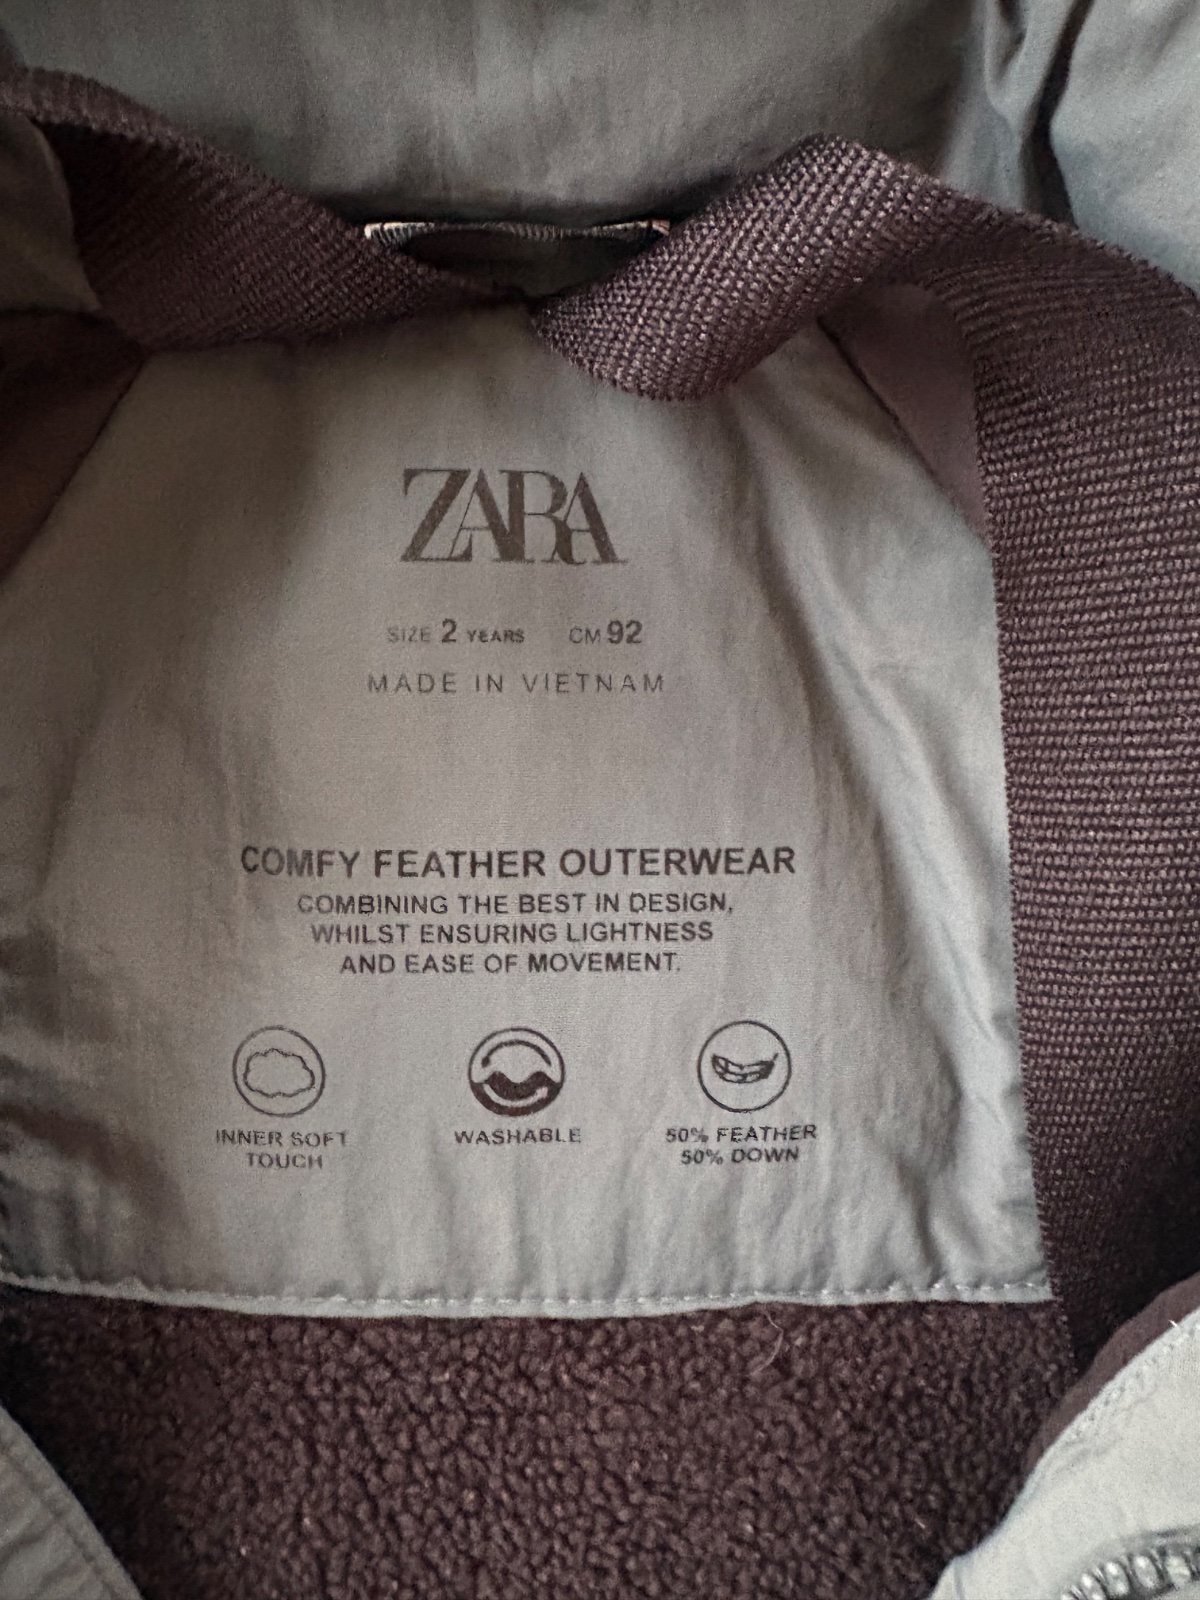 ZARA
SIZE 2 YEARS CM 92
MADE IN VIETNAM
COMFY FEATHER OUTERWEAR
COMBINING THE BEST IN DESIGN,
WHILST ENSURING LIGHTNESS
AND EASE OF MOVEMENT.
INNER SOFT
TOUCH
WASHABLE
50% FEATHER
50% DOWN